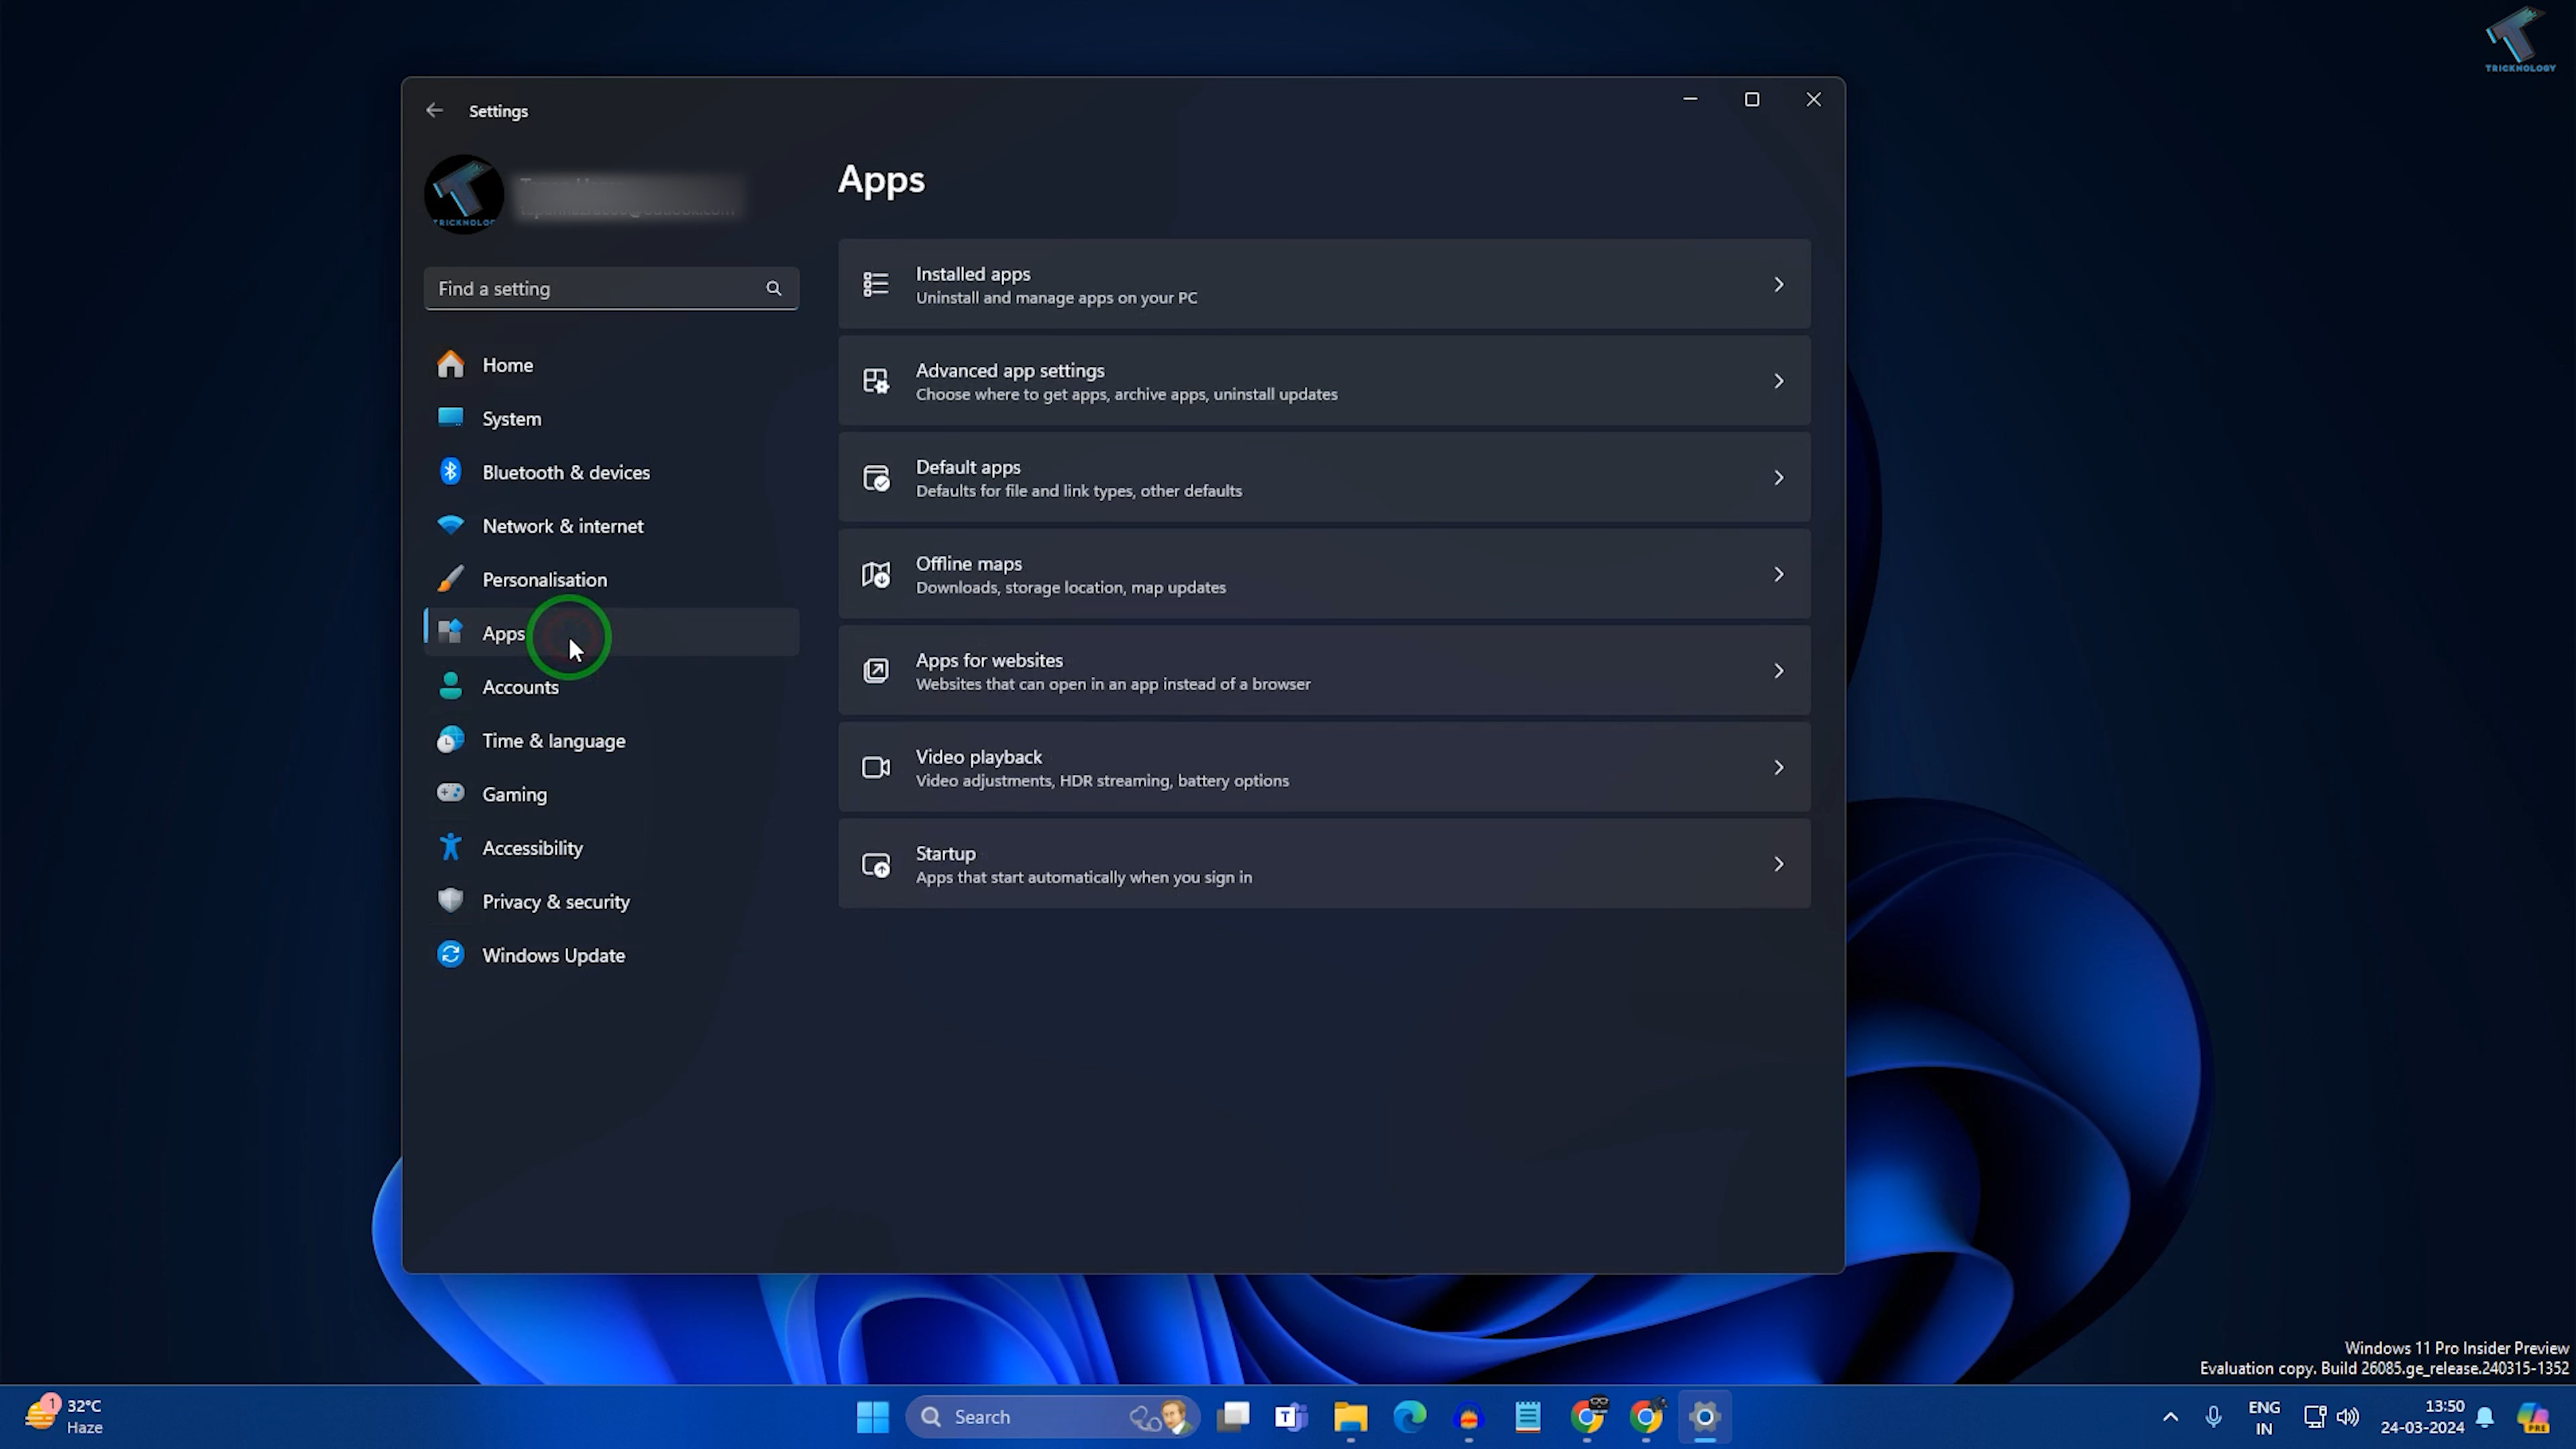 TRICKNOLOGY
Settings
TRICKNOLOG
Find a setting
Home
System
Bluetooth & devices
Network & internet
Personalisation
Apps
Accounts
Time & language
Gaming
Accessibility
Privacy & security
Windows Update
Apps
Installed apps
Uninstall and manage apps on your PC
Advanced app settings
Choose where to get apps, archive apps, uninstall updates
Default apps
Defaults for file and link types, other defaults
Offline maps
Downloads, storage location, map updates
Apps for websites
Websites that can open in an app instead of a browser
Video playback
Video adjustments, HDR streaming, battery options
Startup
Apps that start automatically when you sign in
Windows 11 Pro Insider Preview
Evaluation copy. Build 26085.ge_release.240315-1352
1
32°C
Haze
Search
T
ENG
IN
13:50
24-03-2024
PRE